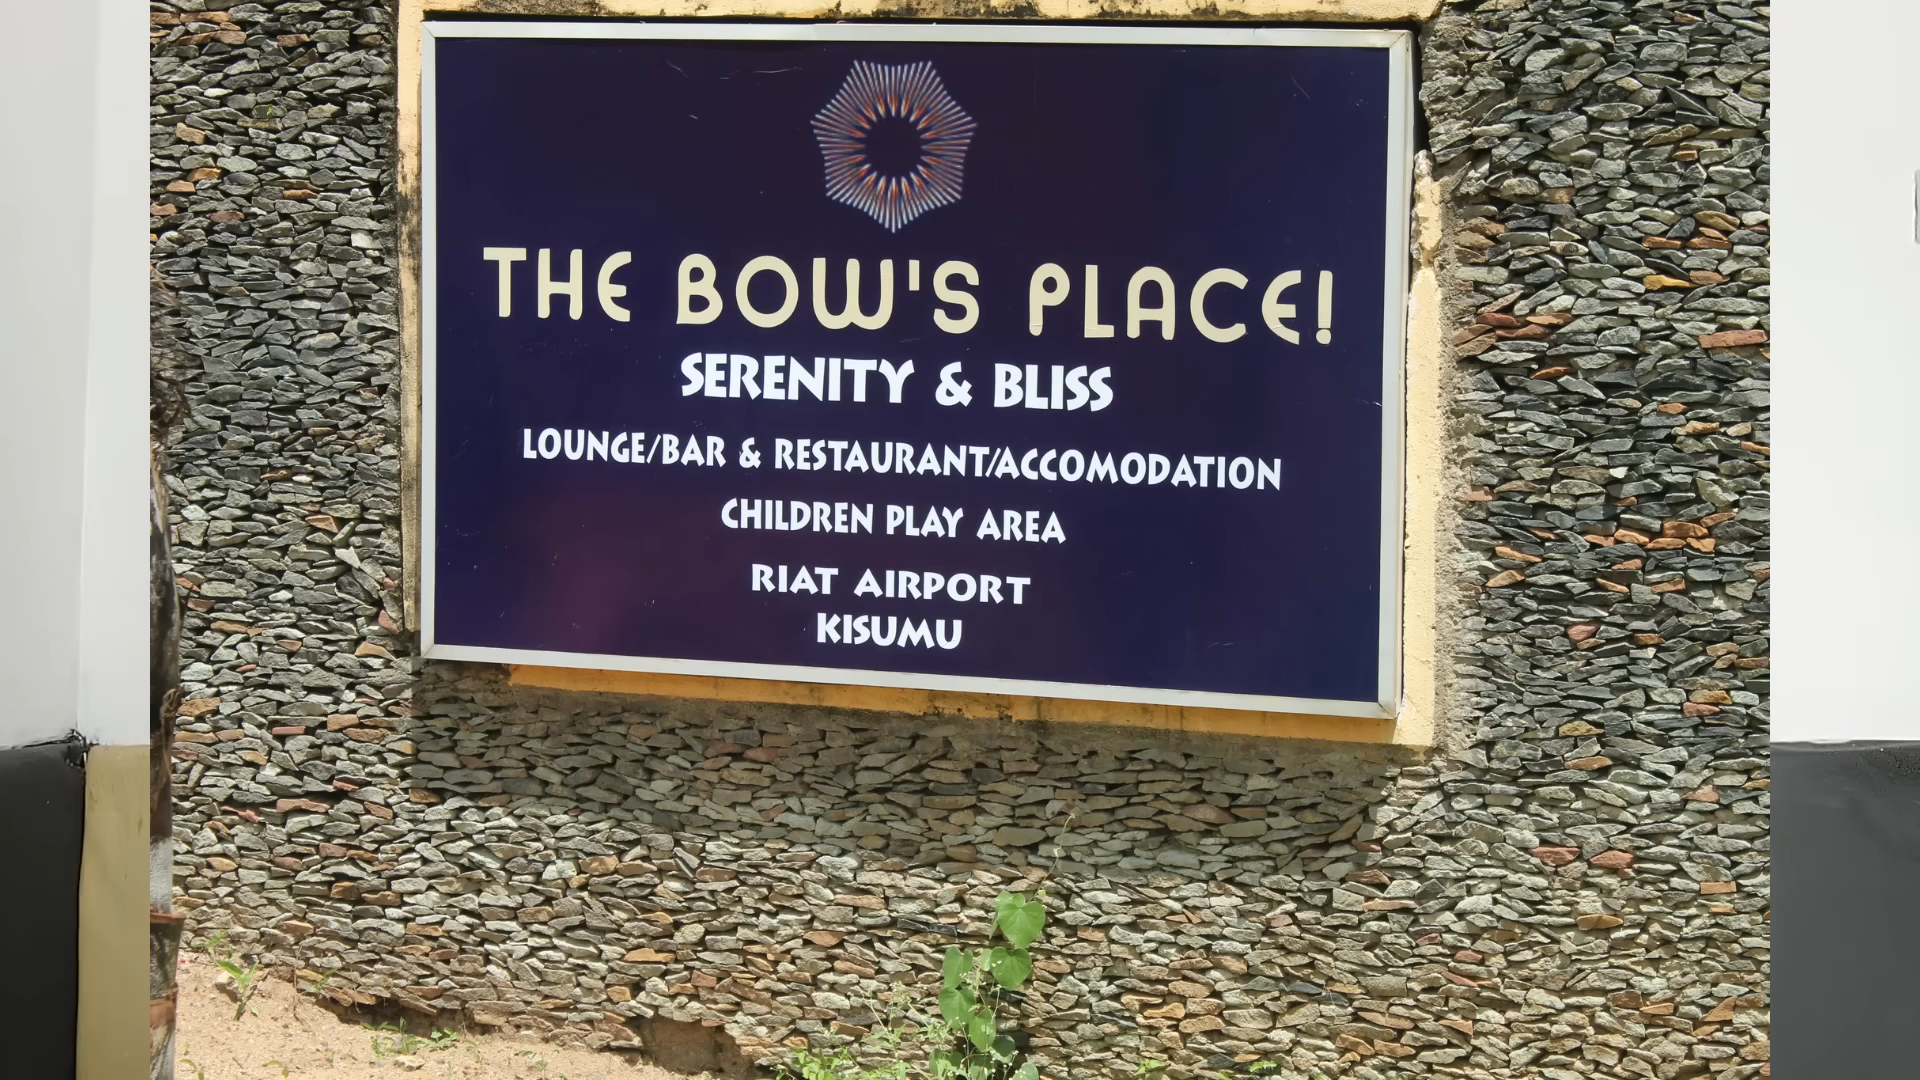 THE BOW'S PLACE!
SERENITY & BLISS
LOUNGE/BAR & RESTAURANT/ACCOMODATION
CHILDREN PLAY AREA
RIAT AIRPORT
KISUMU